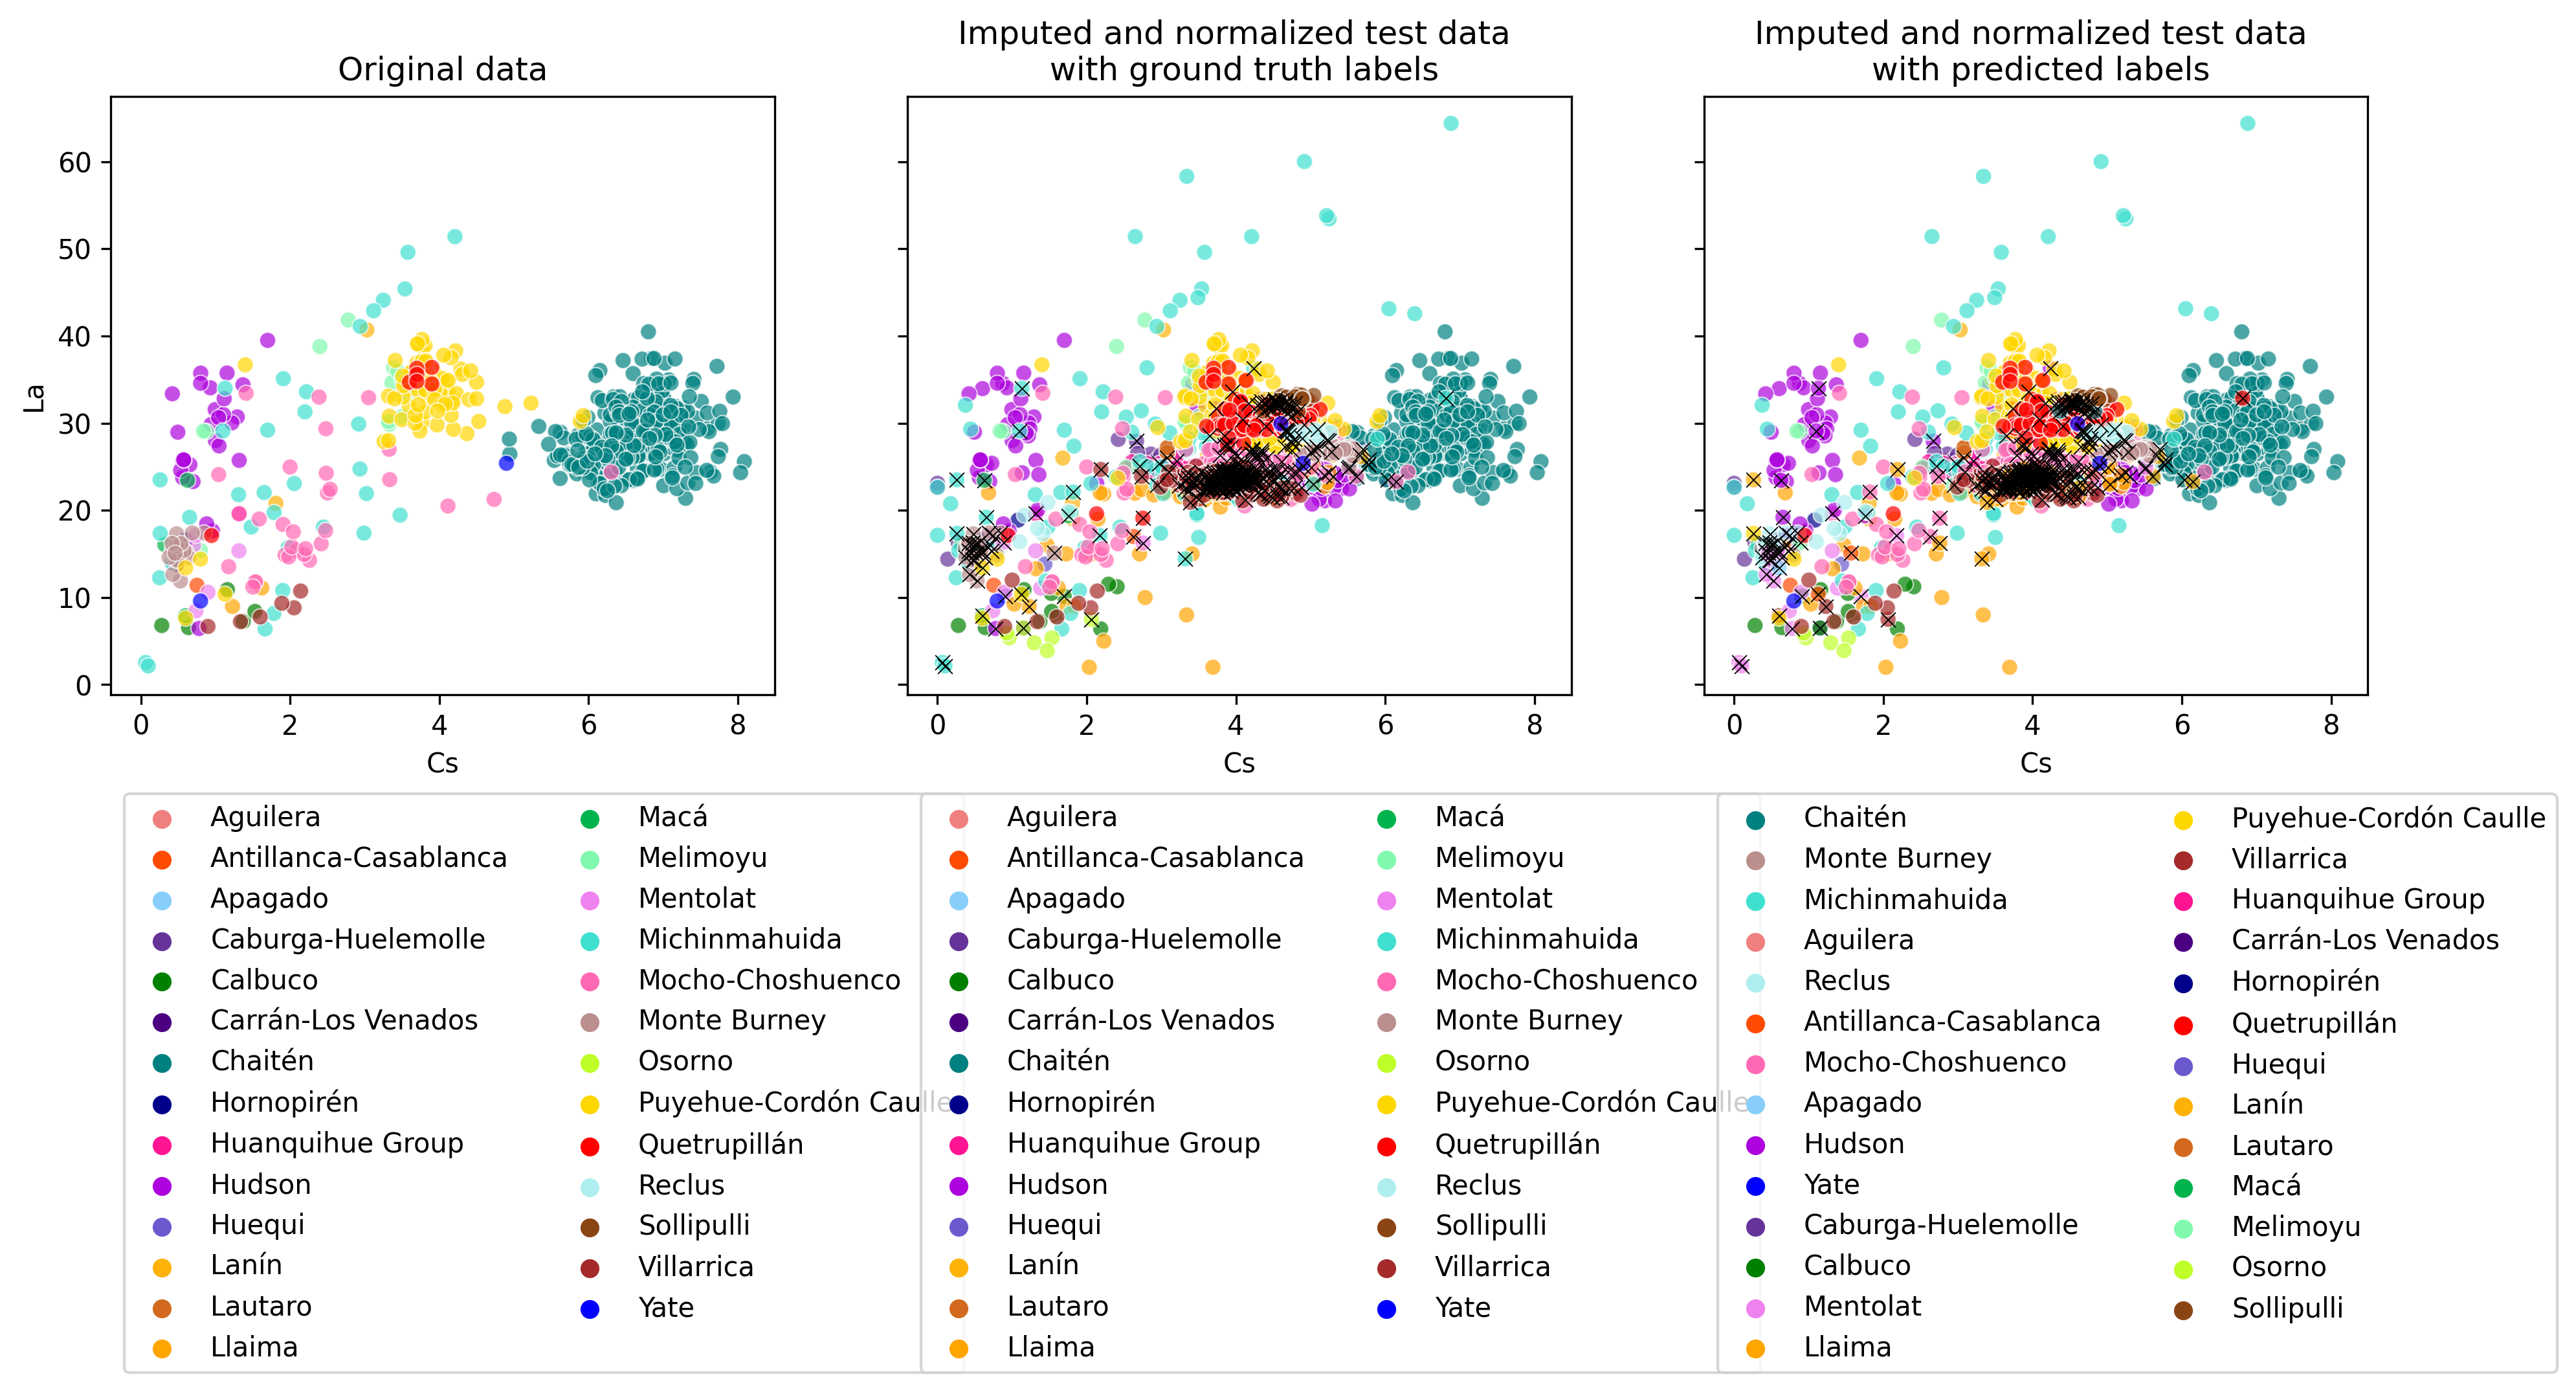 Original data
Imputed and normalized test data
with ground truth labels
Imputed and normalized test data
with predicted labels
La
60
50
40
30
20
10
0
0 2 4 6 8
0 2 4 6 8
0 2 4 6 8
Cs
Cs
Cs
Aguilera
Antillanca-Casablanca
Apagado
Caburga-Huelemolle
Calbuco
Carrán-Los Venados
Chaitén
Hornopirén
Huanquihue Group
Hudson
Huequi
Lanín
Lautaro
Llaima
Macá
Melimoyu
Mentolat
Michinmahuida
Mocho-Choshuenco
Monte Burney
Osorno
Puyehue-Cordón Caulle
Quetrupillán
Reclus
Sollipulli
Villarrica
Yate
Aguilera
Antillanca-Casablanca
Apagado
Caburga-Huelemolle
Calbuco
Carrán-Los Venados
Chaitén
Hornopirén
Huanquihue Group
Hudson
Huequi
Lanín
Lautaro
Llaima
Macá
Melimoyu
Mentolat
Michinmahuida
Mocho-Choshuenco
Monte Burney
Osorno
Puyehue-Cordón Caulle
Quetrupillán
Reclus
Sollipulli
Villarrica
Yate
Chaitén
Monte Burney
Michinmahuida
Aguilera
Reclus
Antillanca-Casablanca
Mocho-Choshuenco
Apagado
Hudson
Yate
Caburga-Huelemolle
Calbuco
Mentolat
Llaima
Puyehue-Cordón Caulle
Villarrica
Huanquihue Group
Carrán-Los Venados
Hornopirén
Quetrupillán
Huequi
Lanín
Lautaro
Macá
Melimoyu
Osorno
Sollipulli